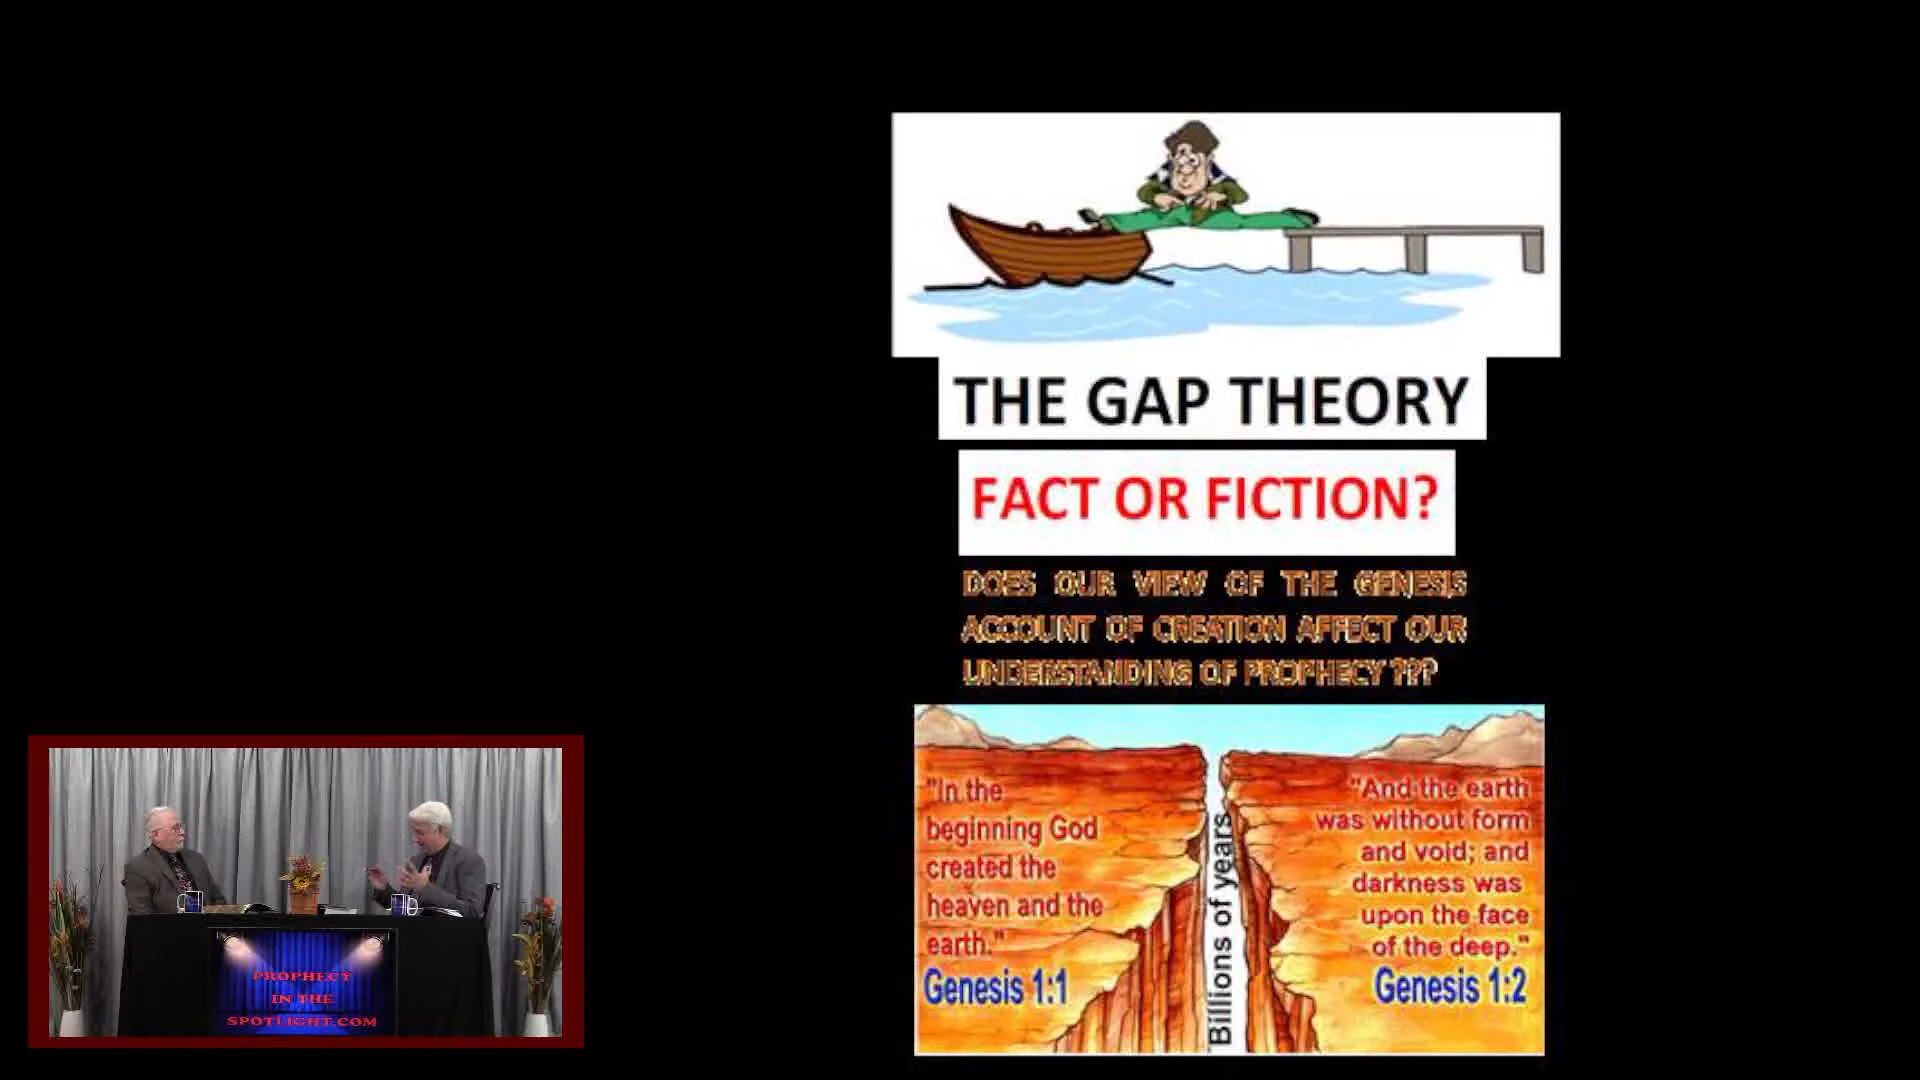 THE GAP THEORY
FACT OR FICTION?
DOES OUR VIEW OF THE GENESIS
ACCOUNT OF CREATION AFFECT OUR
UNDERSTANDING OF PROPHECY ???
"In the
beginning God
created the
heaven and the
earth."
Genesis 1:1
Billions of years
"And the earth
was without form
and void; and
darkness was
upon the face
of the deep."
Genesis 1:2
PROPHECY
IN THE
SPOTLIGHT.COM